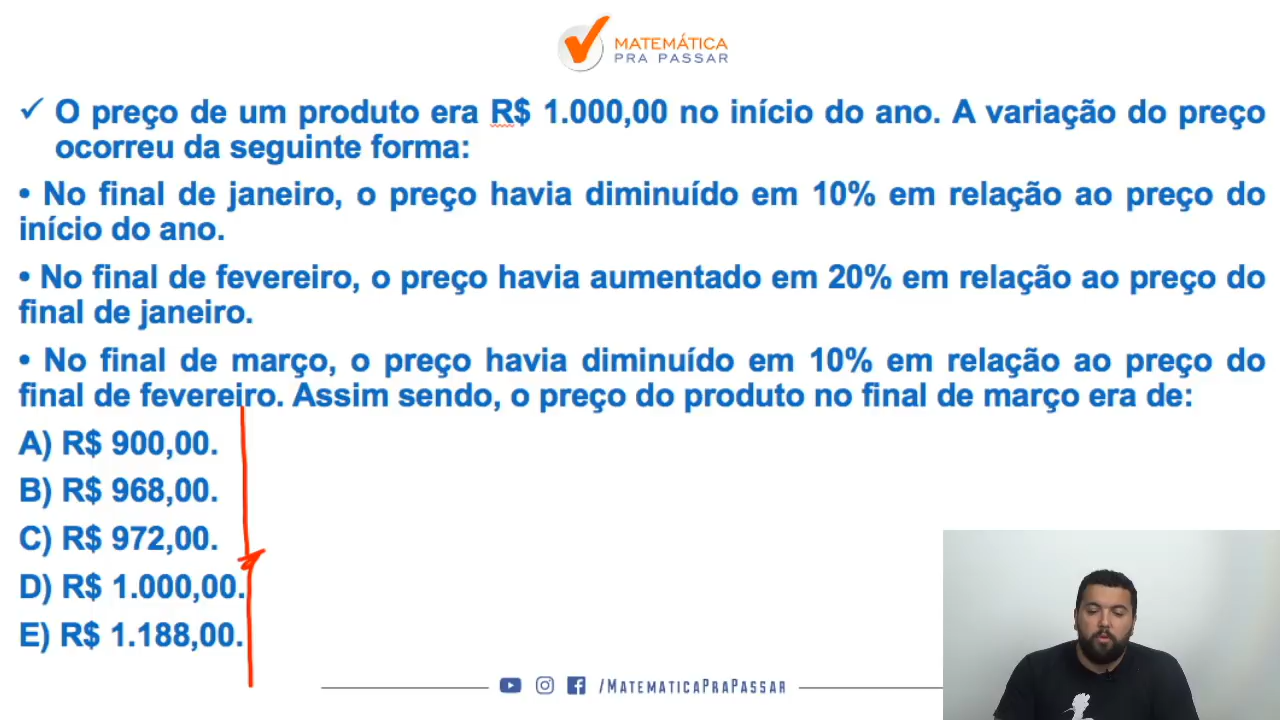 MATEMÁTICA
PRA PASSAR
✓ O preço de um produto era R$ 1.000,00 no início do ano. A variação do preço
ocorreu da seguinte forma:
• No final de janeiro, o preço havia diminuído em 10% em relação ao preço do
início do ano.
• No final de fevereiro, o preço havia aumentado em 20% em relação ao preço do
final de janeiro.
• No final de março, o preço havia diminuído em 10% em relação ao preço do
final de fevereiro. Assim sendo, o preço do produto no final de março era de:
A) R$ 900,00.
B) R$ 968,00.
C) R$ 972,00.
D) R$ 1.000,00.
E) R$ 1.188,00.
/MATEMATICAPRAPASSAR